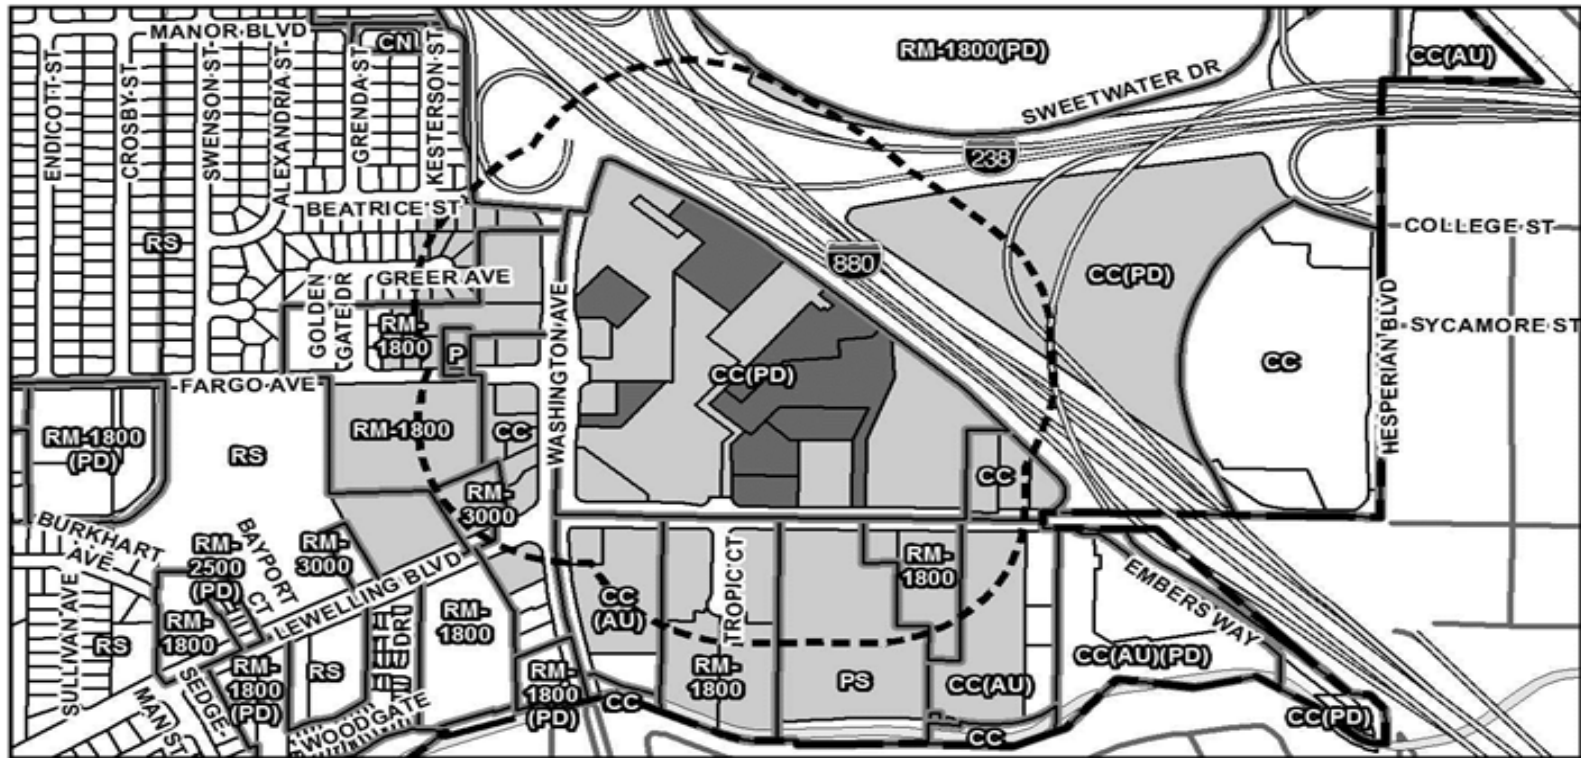 MANOR BLVD
CN
RM-1800(PD)
CC(AU)
SWEETWATER DR
ENDICOTT ST
CROSBY ST
SWENSON ST
ALEXANDRIA ST
GRENDA ST
KESTERSON ST
238
BEATRICE ST
RS
COLLEGE ST
880
CC(PD)
GREER AVE
GOLDEN
GATE DR
RM-
1800
P
WASHINGTON AVE
HESPERIAN BLVD
SYCAMORE ST
CC
CC(PD)
FARGO AVE
RM-1800
(PD)
RS
RM-1800
CC
CC
RM-
3000
BURKHART
AVE
RM-
2500
(PD)
BAYPORT
CT
RM-
3000
LEWELLING BLVD
TROPIC CT
RM-
1800
EMBERS WAY
SULLIVAN AVE
RS
RM-
1800
RM-
1800
CC
(AU)
RS
RM-
1800
(PD)
DR
RM-
1800
(PD)
RM-
1800
PS
CC(AU)
CC(AU)(PD)
MAN ST
SEDGE-
WOODGATE
CC
CC
CC(PD)